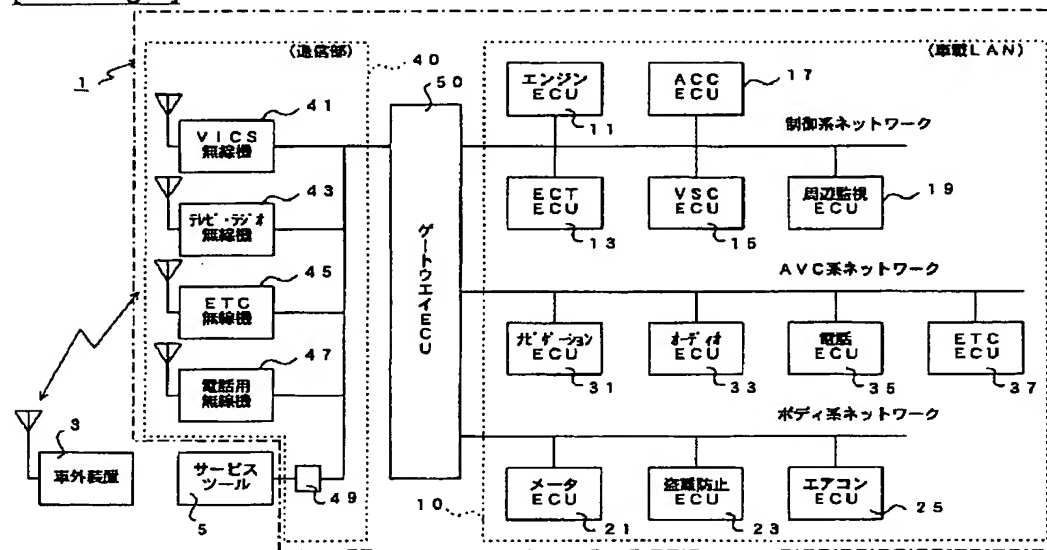 (通信部)
40
50
(車載LAN)
1
VICS
無線機
41
テレビ・ラジオ
無線機
43
ETC
無線機
45
電話用
無線機
47
3
車外装置
サービス
ツール
5
49
ゲートウエイECU
エンジン
ECU
11
ACC
ECU
17
制御系ネットワーク
ECT
ECU
13
VSC
ECU
15
周辺監視
ECU
19
AVC系ネットワーク
ナビゲーション
ECU
31
オーディオ
ECU
33
電話
ECU
35
ETC
ECU
37
ボディ系ネットワーク
10
メータ
ECU
21
盗難防止
ECU
23
エアコン
ECU
25